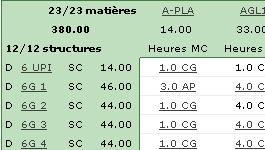 23/23 matières A-PLA AGL1
380.00 14.00 33.00
12/12 structures Heures MC Heures
D 6 UPI SC 14.00 1.0 CG 1.0 C
D 6G 1 SC 46.00 3.0 AP 4.0 C
D 6G 2 SC 44.00 1.0 CG 4.0 C
D 6G 3 SC 44.00 1.0 CG 4.0 C
D 6G 4 SC 44.00 1.0 CG 4.0 C